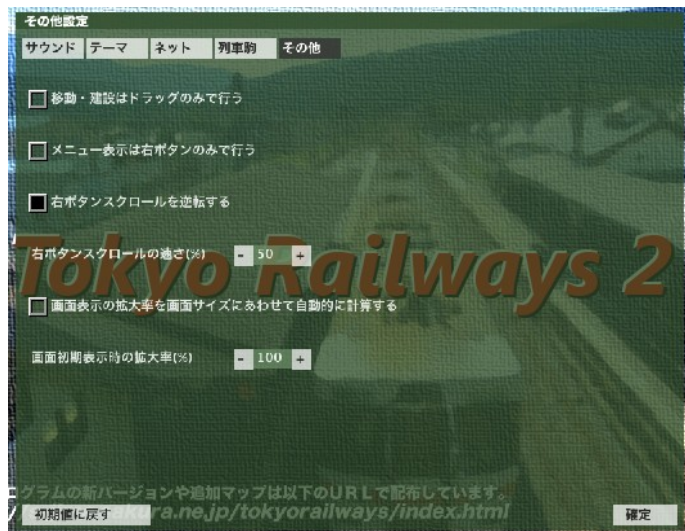 その他設定
サウンド テーマ ネット 列車駒 その他
移動・建設はドラッグのみで行う
メニュー表示は右ボタンのみで行う
右ボタンスクロールを逆転する
右ボタンスクロールの速さ(%) - 50 +
Tokyo Railways 2
画面表示の拡大率を画面サイズにあわせて自動的に計算する
画面初期表示時の拡大率(%) - 100 +
ログラムの新バージョンや追加マップは以下のURLで配布しています。
ra.ne.jp/tokyorailways/index.html
初期値に戻す 確定